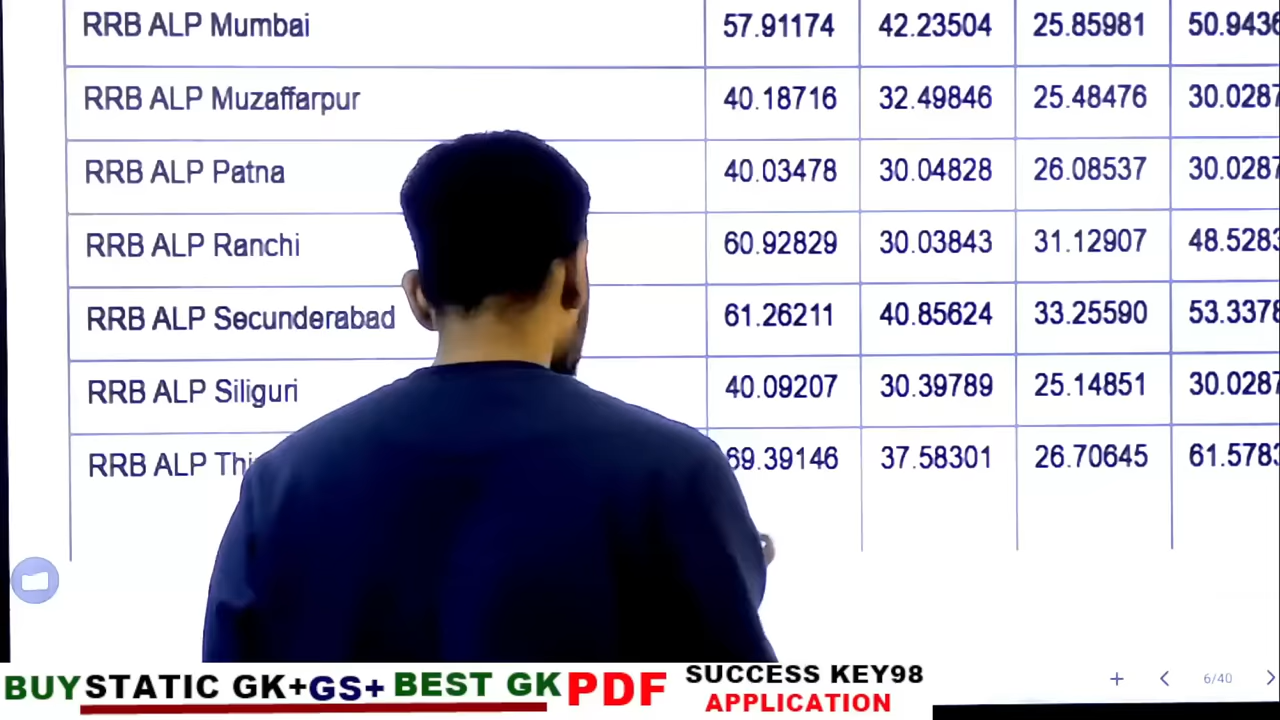 RRB ALP Mumbai 57.91174 42.23504 25.85981
RRB ALP Muzaffarpur 40.18716 32.49846 25.48476
RRB ALP Patna 40.03478 30.04828 26.08537
RRB ALP Ranchi 60.92829 30.03843 31.12907
RRB ALP Secunderabad 61.26211 40.85624 33.25590
RRB ALP Siliguri 40.09207 30.39789 25.14851
RRB ALP 69.39146 37.58301 26.70645
6/40
BUY STATIC GK+GS+ BEST GK PDF SUCCESS KEY98
APPLICATION